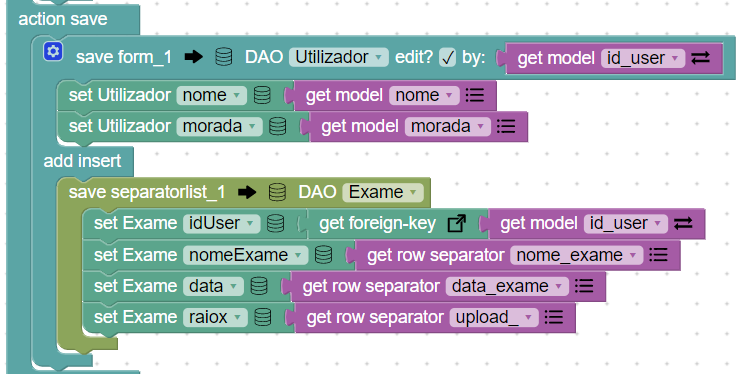 action save
save form_1 DAO Utilizador edit? ✓ by: get model id_user
set Utilizador nome get model nome
set Utilizador morada get model morada
add insert
save separatorlist_1 DAO Exame
set Exame idUser get foreign-key get model id_user
set Exame nomeExame get row separator nome_exame
set Exame data get row separator data_exame
set Exame raiox get row separator upload_